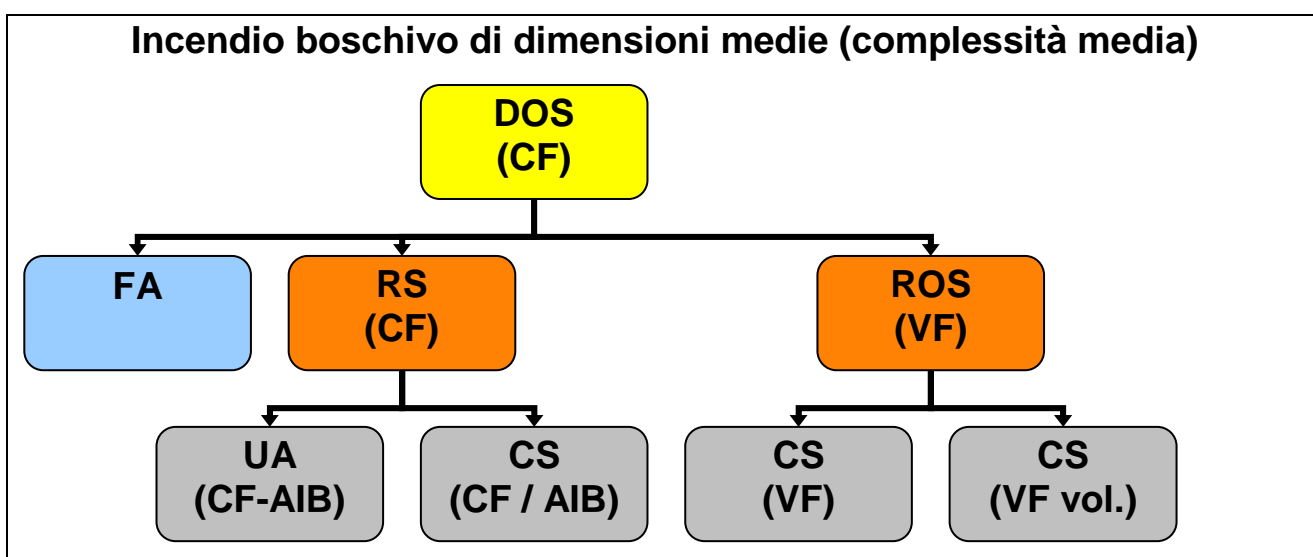 Incendio boschivo di dimensioni medie (complessità media)
DOS
(CF)
FA
RS
(CF)
ROS
(VF)
UA
(CF-AIB)
CS
(CF / AIB)
CS
(VF)
CS
(VF vol.)